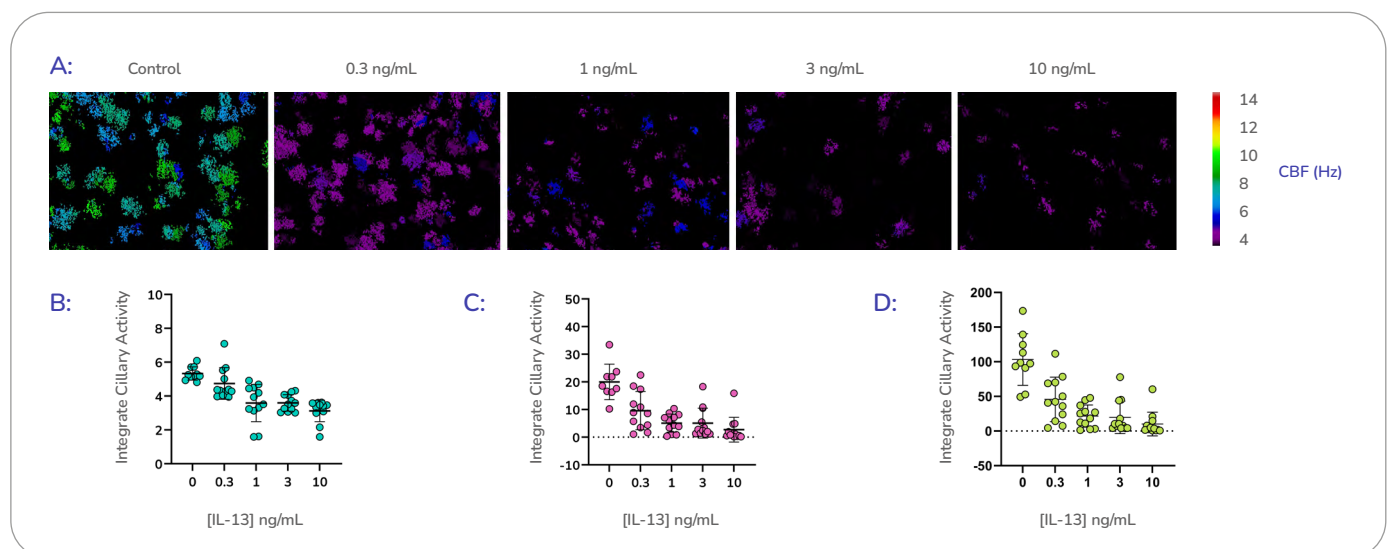 A:
Control
0.3 ng/mL
1 ng/mL
3 ng/mL
10 ng/mL
14
12
10
8
6
4
CBF (Hz)
B:
Integrate Cillary Activity
10
8
6
4
2
0
0 0.3 1 3 10
[IL-13] ng/mL
C:
Integrate Cillary Activity
50
40
30
20
10
0
-10
0 0.3 1 3 10
[IL-13] ng/mL
D:
Integrate Cillary Activity
200
150
100
50
0
-50
0 0.3 1 3 10
[IL-13] ng/mL